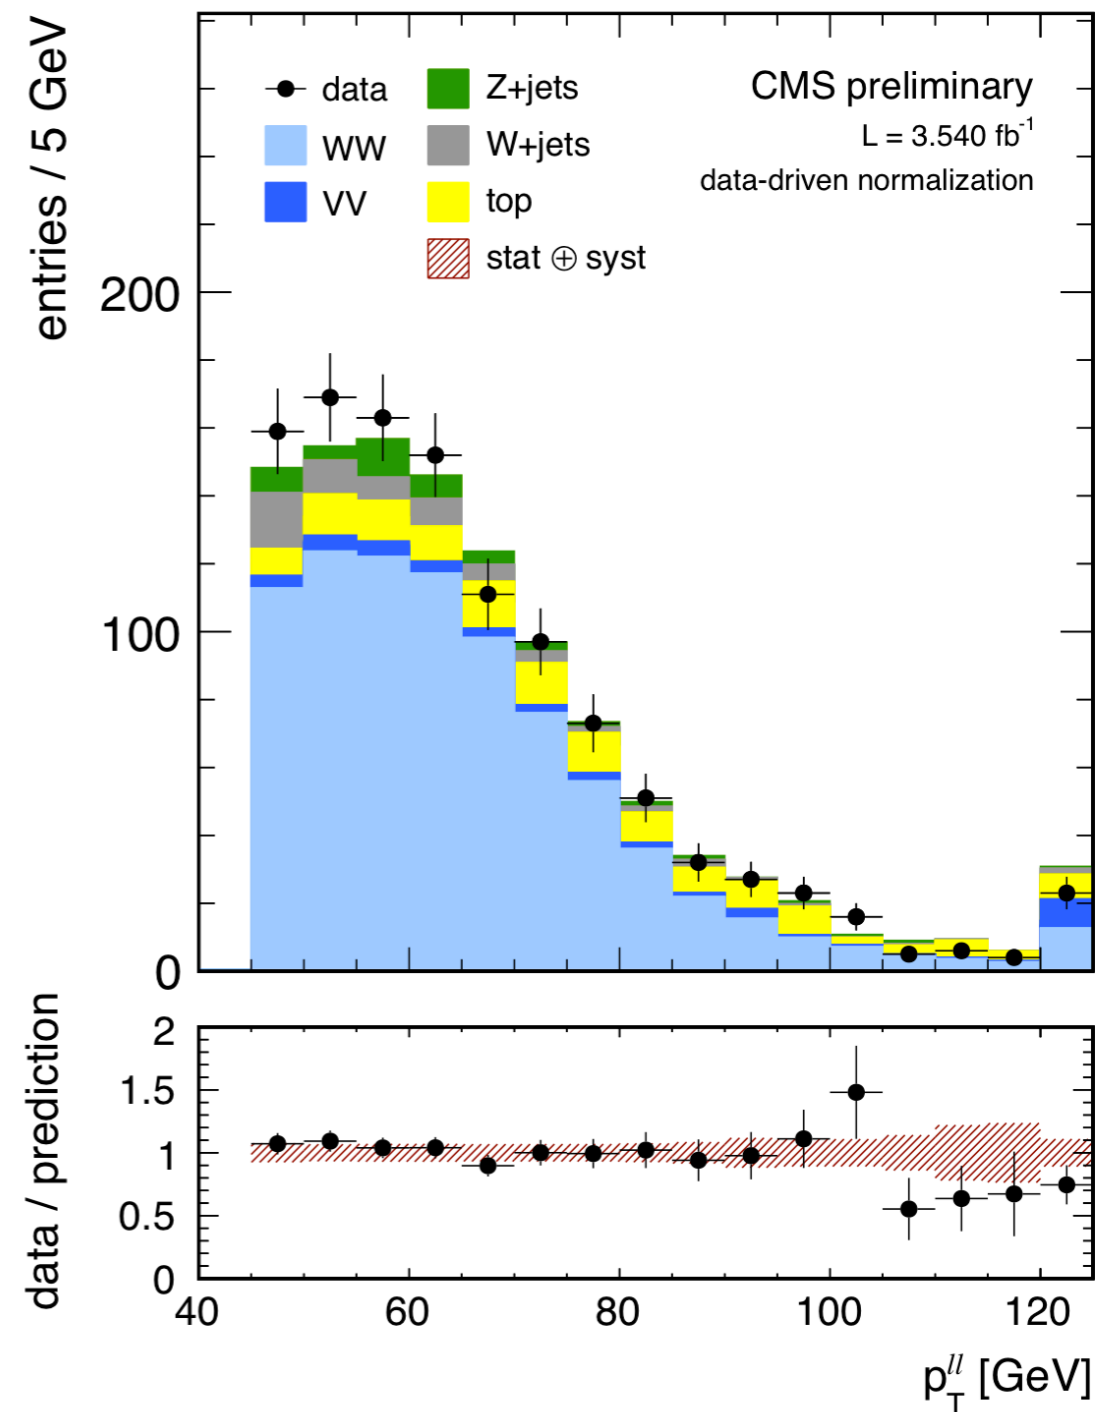 entries / 5 GeV
data
WW
VV
Z+jets
W+jets
top
stat ⊕ syst
CMS preliminary
L = 3.540 fb⁻¹
data-driven normalization
200
100
0
data / prediction
2
1.5
1
0.5
0
40 60 80 100 120
p_T^{ll} [GeV]